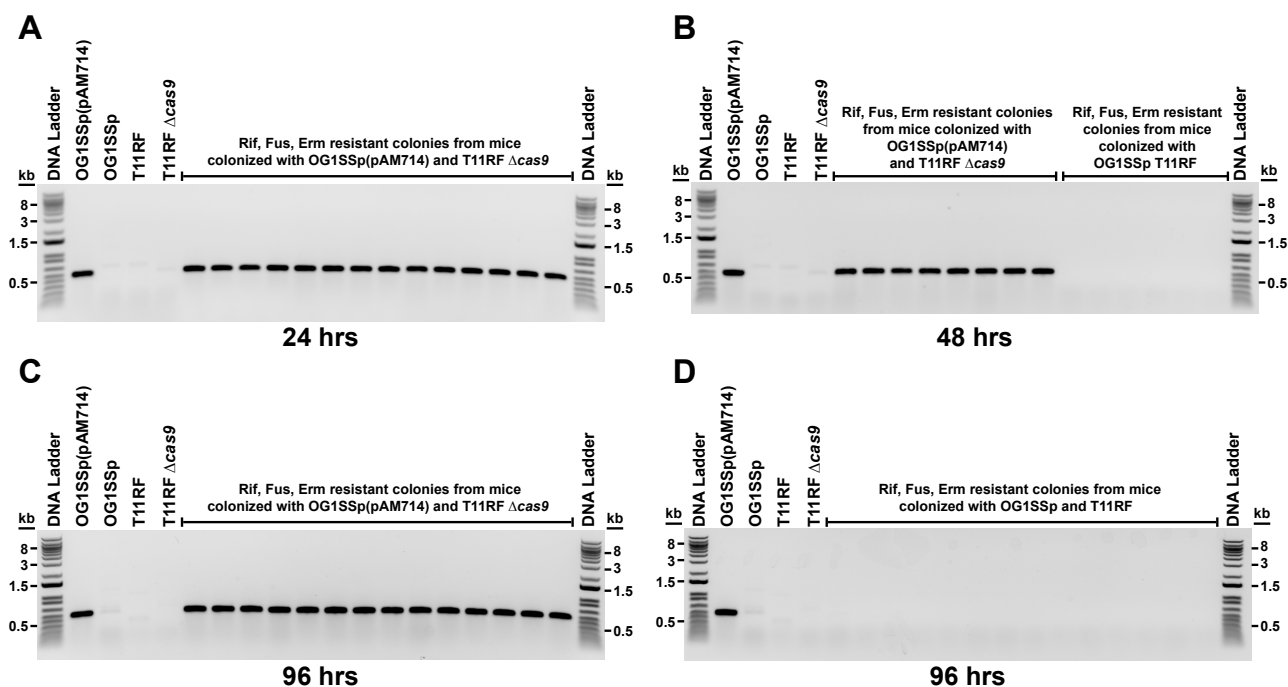 A
DNA Ladder
OG1SSp(pAM714)
OG1SSp
T11RF
T11RF Δcas9
Rif, Fus, Erm resistant colonies from mice
colonized with OG1SSp(pAM714) and T11RF Δcas9
DNA Ladder
kb
8
3
1.5
0.5
kb
8
3
1.5
0.5
24 hrs
B
DNA Ladder
OG1SSp(pAM714)
OG1SSp
T11RF
T11RF Δcas9
Rif, Fus, Erm resistant colonies
from mice colonized with
OG1SSp(pAM714)
and T11RF Δcas9
Rif, Fus, Erm resistant
colonies from mice
colonized with
OG1SSp T11RF
DNA Ladder
kb
8
3
1.5
0.5
kb
8
3
1.5
0.5
48 hrs
C
DNA Ladder
OG1SSp(pAM714)
OG1SSp
T11RF
T11RF Δcas9
Rif, Fus, Erm resistant colonies from mice
colonized with OG1SSp(pAM714) and T11RF Δcas9
DNA Ladder
kb
8
3
1.5
0.5
kb
8
3
1.5
0.5
96 hrs
D
DNA Ladder
OG1SSp(pAM714)
OG1SSp
T11RF
T11RF Δcas9
Rif, Fus, Erm resistant colonies from mice
colonized with OG1SSp and T11RF
DNA Ladder
kb
8
3
1.5
0.5
kb
8
3
1.5
0.5
96 hrs